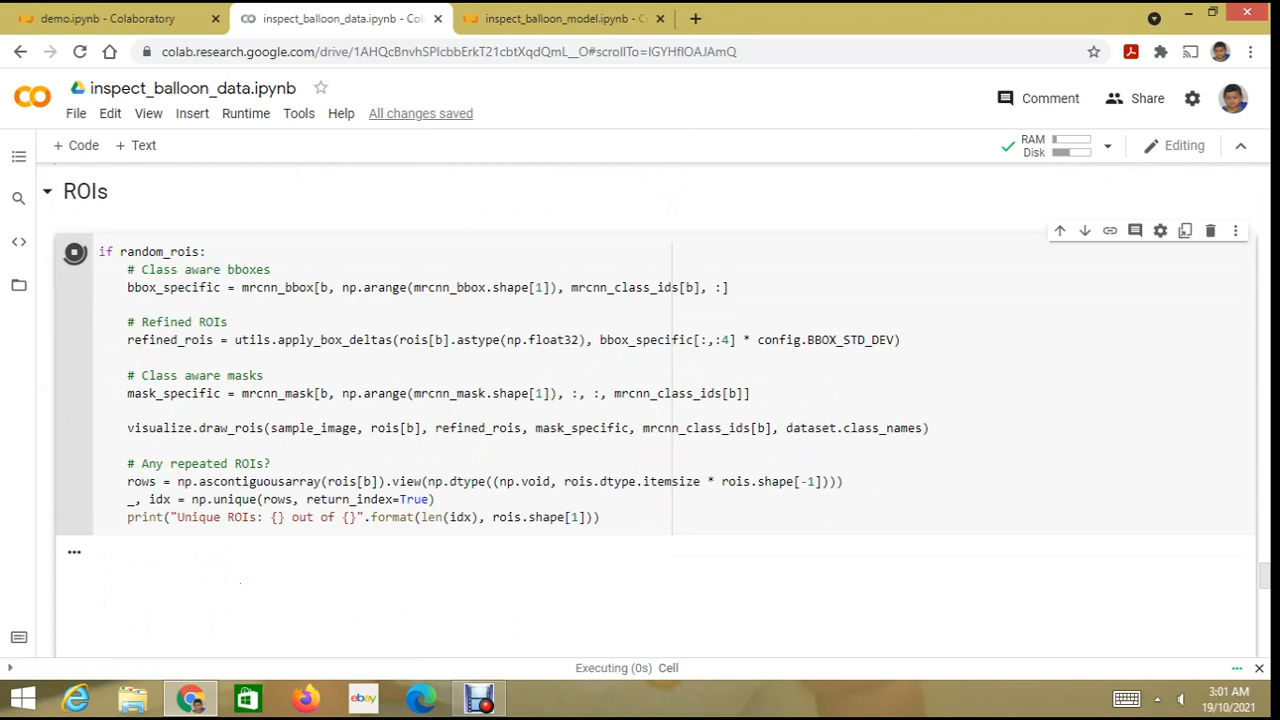 demo.ipynb - Colaboratory
inspect_balloon_data.ipynb - Col
inspect_balloon_model.ipynb - C
colab.research.google.com/drive/1AHQcBnvhSPIcbbErkT21cbtXqdQmL__O#scrollTo=IGYHfIOAJAmQ
inspect_balloon_data.ipynb
Comment
Share
File Edit View Insert Runtime Tools Help All changes saved
+ Code + Text
RAM
Disk
Editing
ROIs
if random_rois:
# Class aware bboxes
bbox_specific = mrcnn_bbox[b, np.arange(mrcnn_bbox.shape[1]), mrcnn_class_ids[b], :]
# Refined ROIs
refined_rois = utils.apply_box_deltas(rois[b].astype(np.float32), bbox_specific[:,:4] * config.BBOX_STD_DEV)
# Class aware masks
mask_specific = mrcnn_mask[b, np.arange(mrcnn_mask.shape[1]), :, :, mrcnn_class_ids[b]]
visualize.draw_rois(sample_image, rois[b], refined_rois, mask_specific, mrcnn_class_ids[b], dataset.class_names)
# Any repeated ROIs?
rows = np.ascontiguousarray(rois[b]).view(np.dtype((np.void, rois.dtype.itemsize * rois.shape[-1])))
_, idx = np.unique(rows, return_index=True)
print("Unique ROIs: {} out of {}".format(len(idx), rois.shape[1]))
Executing (0s) Cell
ebay
3:01 AM
19/10/2021